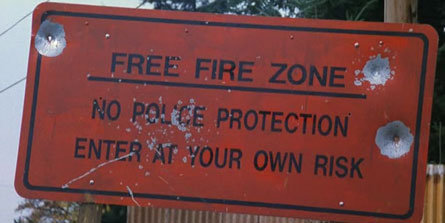 FREE FIRE ZONE
NO POLICE PROTECTION
ENTER AT YOUR OWN RISK